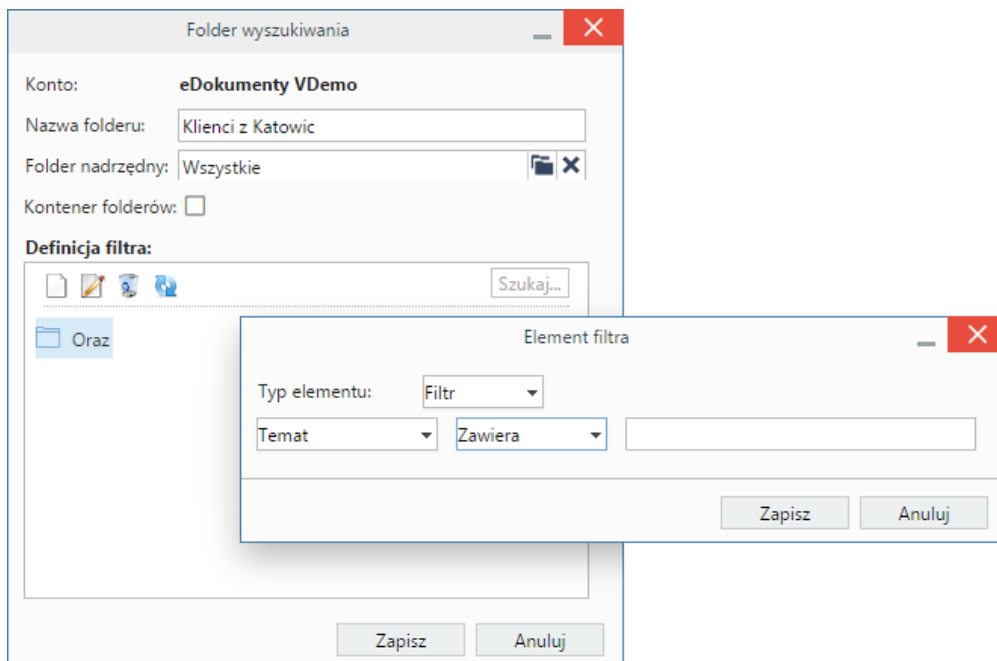 Folder wyszukiwania
Konto: eDokumenty VDemo
Nazwa folderu: Klienci z Katowic
Folder nadrzędny: Wszystkie
Kontener folderów:
Definicja filtra:
Szukaj...
Oraz
Element filtra
Typ elementu: Filtr
Temat Zawiera
Zapisz Anuluj
Zapisz Anuluj